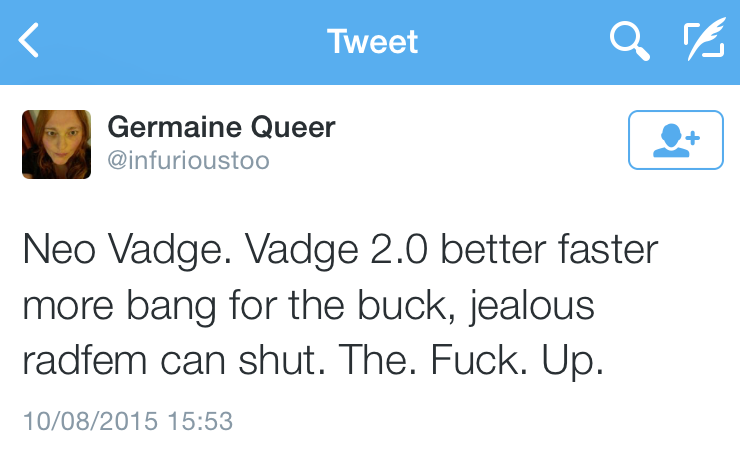 Tweet
Germaine Queer
@infurioustoo
Neo Vadge. Vadge 2.0 better faster
more bang for the buck, jealous
radfem can shut. The. Fuck. Up.
10/08/2015 15:53